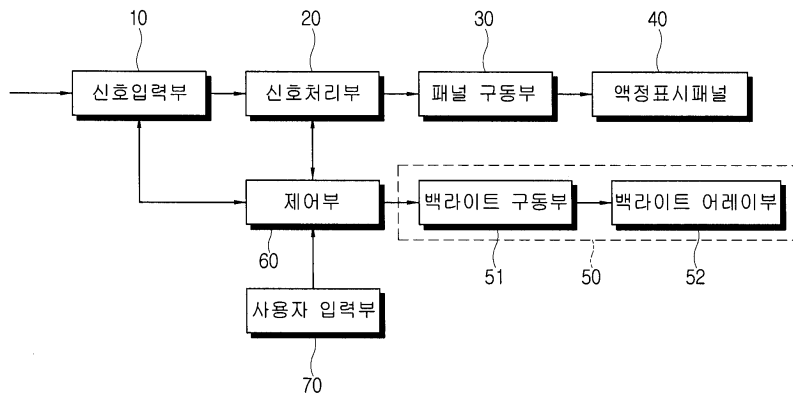 10
20
30
40
신호입력부
신호처리부
패널 구동부
액정표시패널
제어부
백라이트 구동부
백라이트 어레이부
60
51
50
52
사용자 입력부
70